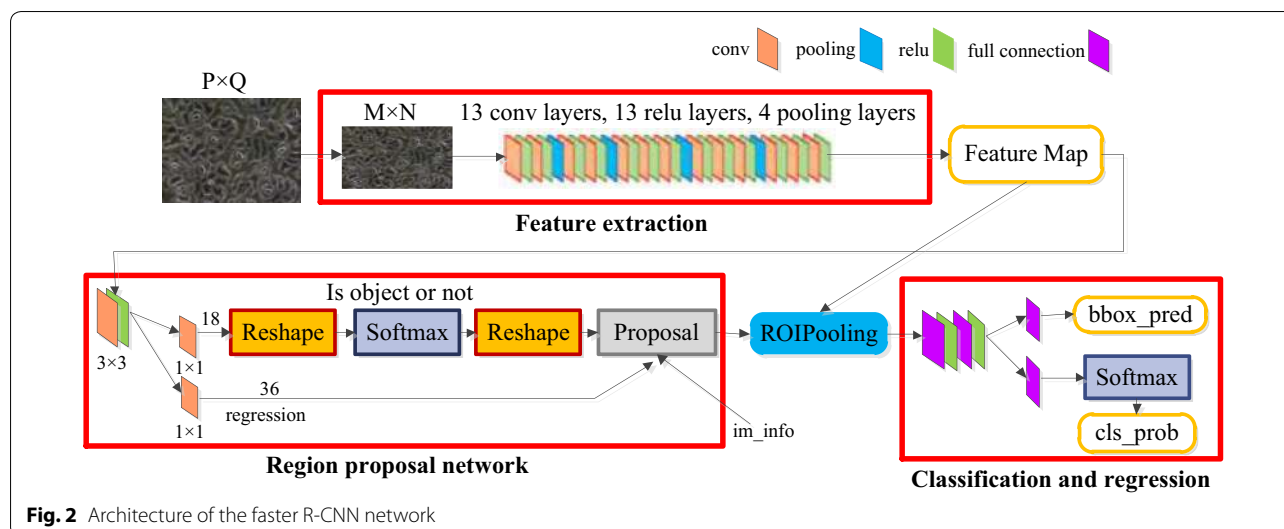 conv pooling relu full connection
P×Q
M×N
13 conv layers, 13 relu layers, 4 pooling layers
Feature Map
Feature extraction
Is object or not
18
Reshape Softmax Reshape Proposal ROIPooling
bbox_pred
3×3 1×1
Softmax
36
regression
1×1
im_info
cls_prob
Region proposal network
Classification and regression
Fig. 2 Architecture of the faster R-CNN network